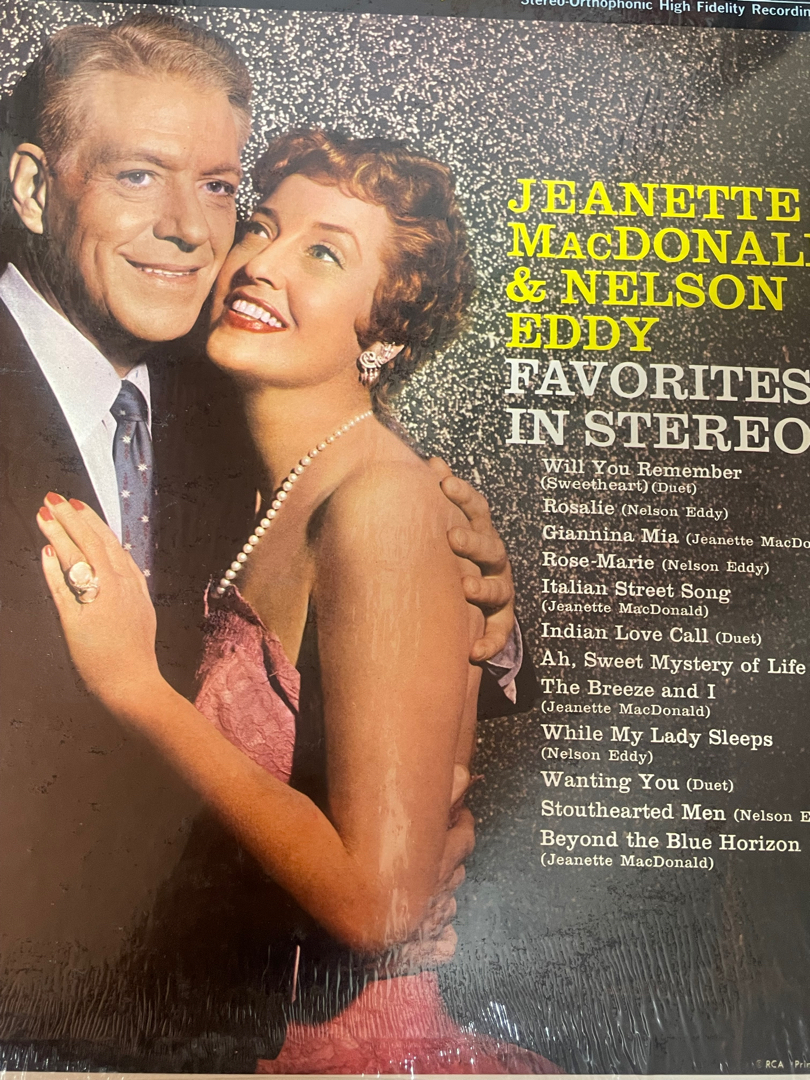 Stereo-Orthophonic High Fidelity Recordin
JEANETTE
MACDONAL
& NELSON
EDDY
FAVORITES
IN STEREO
Will You Remember
(Sweetheart) (Duet)
Rosalie (Nelson Eddy)
Giannina Mia (Jeanette MacDo
Rose-Marie (Nelson Eddy)
Italian Street Song
(Jeanette MacDonald)
Indian Love Call (Duet)
Ah, Sweet Mystery of Life
The Breeze and I
(Jeanette MacDonald)
While My Lady Sleeps
(Nelson Eddy)
Wanting You (Duet)
Stouthearted Men (Nelson E
Beyond the Blue Horizon
(Jeanette MacDonald)
RCA